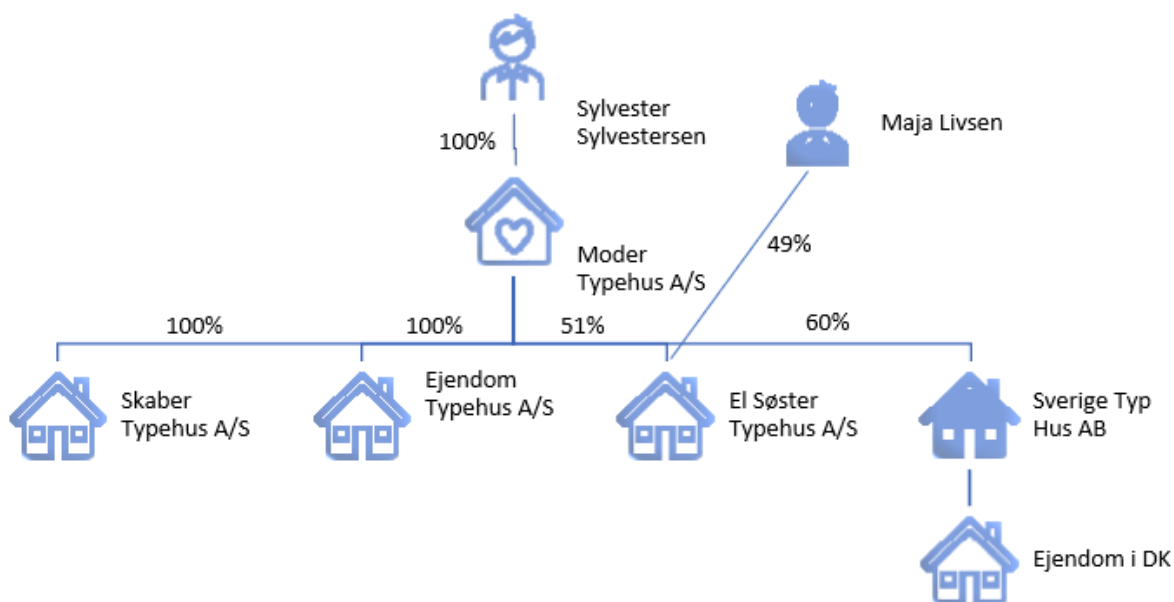 Sylvester
Sylvestersen
Maja Livsen
100%
Moder
Typehus A/S
49%
100%
100%
51%
60%
Skaber
Typehus A/S
Ejendom
Typehus A/S
El Søster
Typehus A/S
Sverige Typ
Hus AB
Ejendom i DK